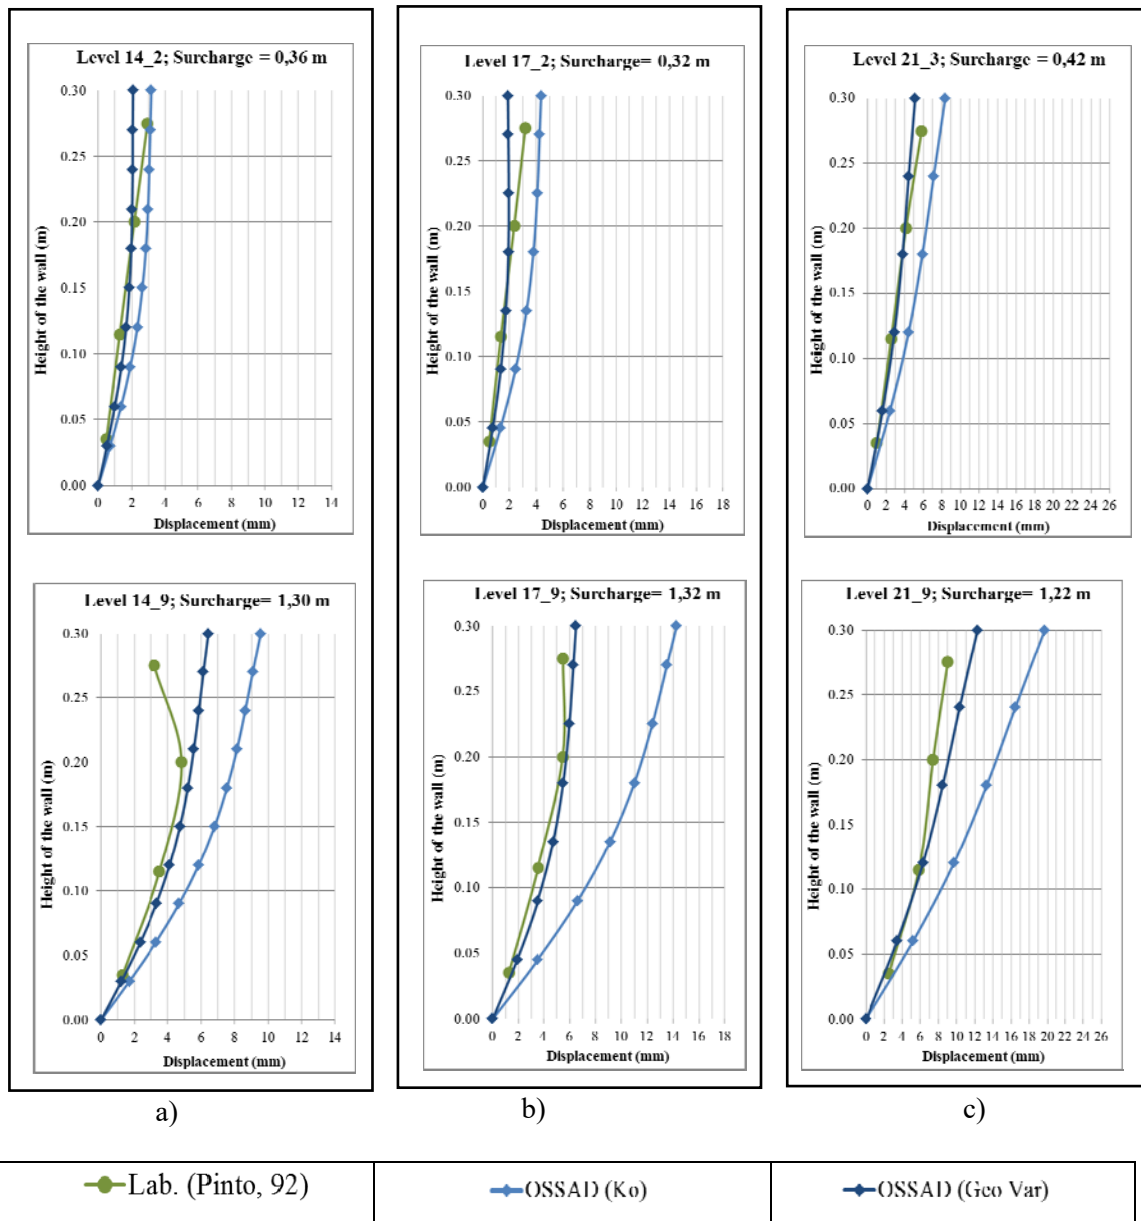 Level 14_2; Surcharge = 0,36 m
0.30
0.25
0.20
0.15
0.10
0.05
0.00
Height of the wall (m)
0 2 4 6 8 10 12 14
Displacement (mm)
Level 17_2; Surcharge= 0,32 m
0.30
0.25
0.20
0.15
0.10
0.05
0.00
Height of the wall (m)
0 2 4 6 8 10 12 14 16 18
Displacement (mm)
Level 21_3; Surcharge = 0,42 m
0.30
0.25
0.20
0.15
0.10
0.05
0.00
Height of the wall (m)
0 2 4 6 8 10 12 14 16 18 20 22 24 26
Displacement (mm)
Level 14_9; Surcharge= 1,30 m
0.30
0.25
0.20
0.15
0.10
0.05
0.00
Height of the wall (m)
0 2 4 6 8 10 12 14
Displacement (mm)
Level 17_9; Surcharge= 1,32 m
0.30
0.25
0.20
0.15
0.10
0.05
0.00
Height of the wall (m)
0 2 4 6 8 10 12 14 16 18
Displacement (mm)
Level 21_9; Surcharge= 1,22 m
0.30
0.25
0.20
0.15
0.10
0.05
0.00
Height of the wall (m)
0 2 4 6 8 10 12 14 16 18 20 22 24 26
Displacement (mm)
a)
b)
c)
Lab. (Pinto, 92)
OSSAD (Ko)
OSSAD (Geo Var)